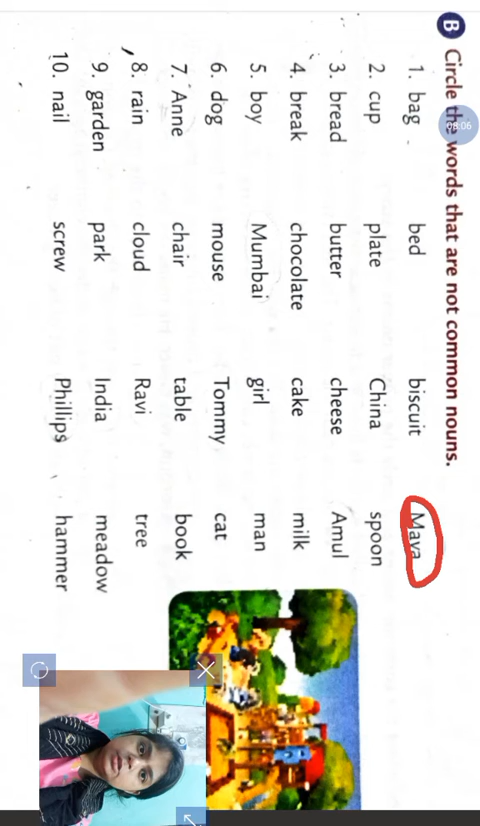 B Circle the words that are not common nouns.
1. bag bed biscuit Maya
2. cup plate China spoon
3. bread butter cheese Amul
4. break chocolate cake milk
5. boy Mumbai girl man
6. dog mouse Tommy cat
7. Anne chair table book
8. rain cloud Ravi tree
9. garden park India meadow
10. nail screw Phillips hammer
08:06